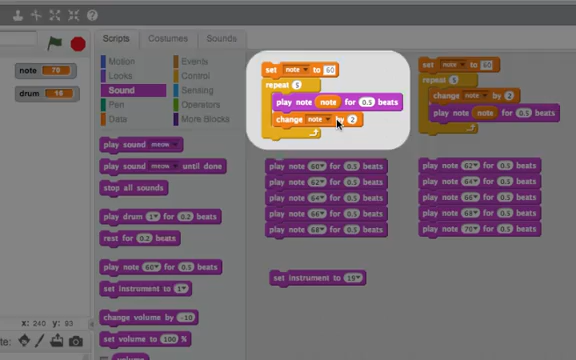 Scripts Costumes Sounds
note 70
drum 16
Motion Events
Looks Control
Sound Sensing
Pen Operators
Data More Blocks
play sound meow
play sound meow until done
stop all sounds
play drum 1 for 0.2 beats
rest for 0.2 beats
play note 60 for 0.5 beats
set instrument to 1
change volume by -10
set volume to 100 %
volume
set note to 60
repeat 5
play note note for 0.5 beats
change note by 2
play note 60 for 0.5 beats
play note 62 for 0.5 beats
play note 64 for 0.5 beats
play note 66 for 0.5 beats
play note 68 for 0.5 beats
set instrument to 15
set note to 60
repeat 5
change note by 2
play note note for 0.5 beats
play note 62 for 0.5 beats
play note 64 for 0.5 beats
play note 66 for 0.5 beats
play note 68 for 0.5 beats
play note 70 for 0.5 beats
x: 240 y: 93
te: